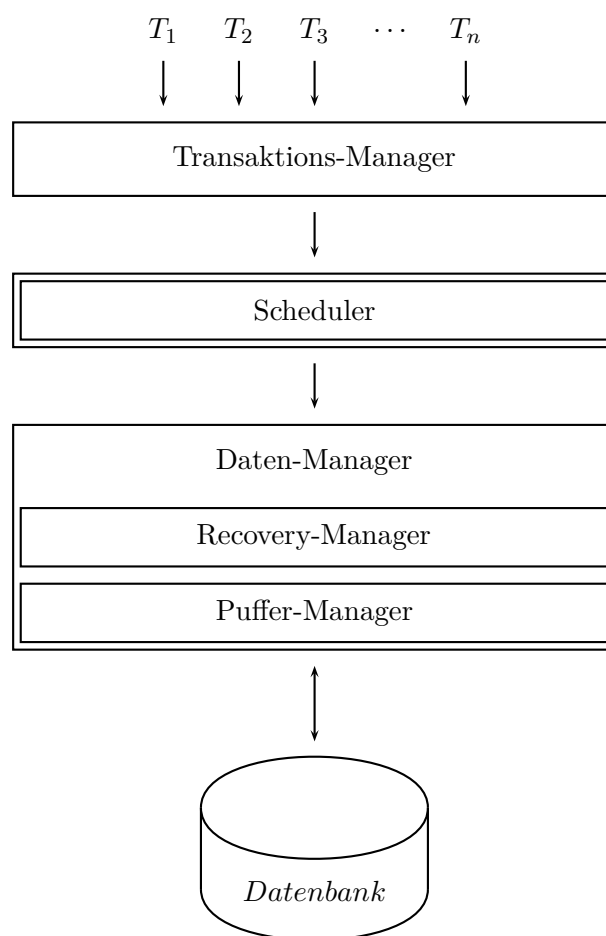 T1 T2 T3 ··· Tn
Transaktions-Manager
Scheduler
Daten-Manager
Recovery-Manager
Puffer-Manager
Datenbank